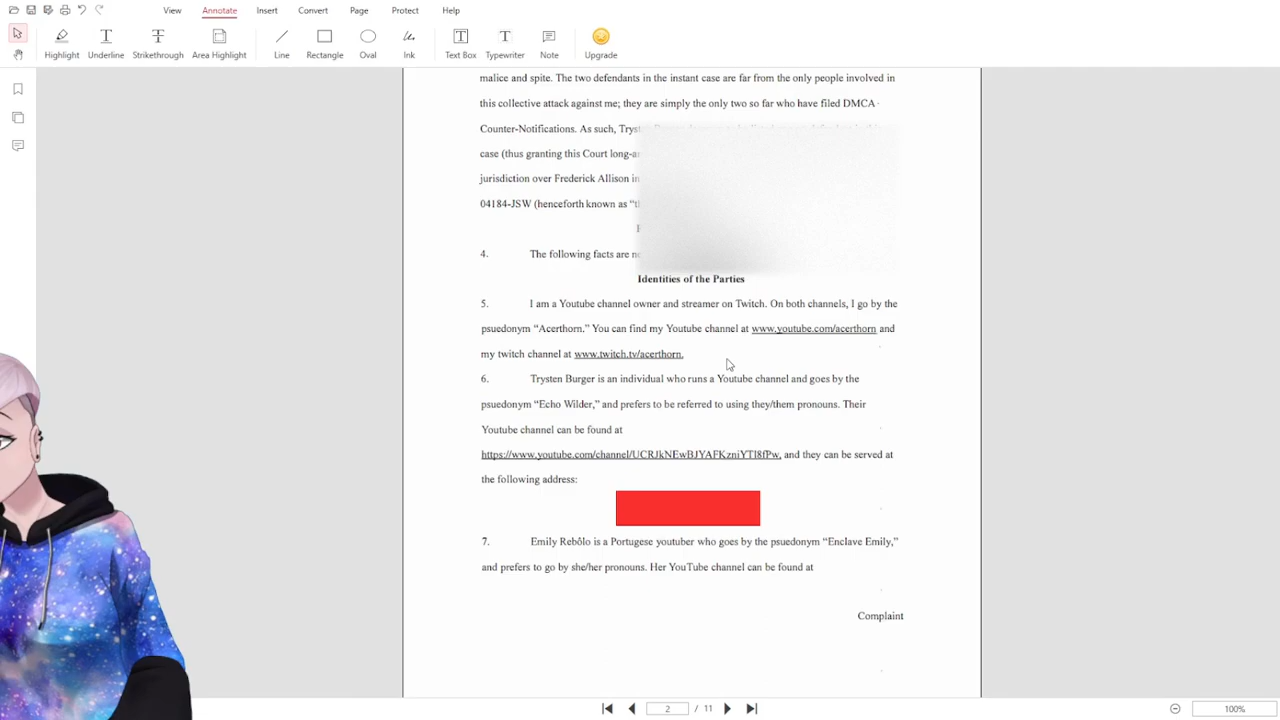 View Annotate Insert Convert Page Protect Help
Highlight Underline Strikethrough Area Highlight Line Rectangle Oval Ink Text Box Typewriter Note Upgrade
malice and spite. The two defendants in the instant case are far from the only people involved in
this collective attack against me; they are simply the only two so far who have filed DMCA
Counter-Notifications. As such,
case (thus granting this Court
jurisdiction over Frederick Allison in
04184-JSW (henceforth known as
4. The following facts are
Identities of the Parties
5. I am a Youtube channel owner and streamer on Twitch. On both channels, I go by the
psuedonym “Acerthorn.” You can find my Youtube channel at www.youtube.com/acerthorn and
my twitch channel at www.twitch.tv/acerthorn.
6. Trysten Burger is an individual who runs a Youtube channel and goes by the
psuedonym “Echo Wilder,” and prefers to be referred to using they/them pronouns. Their
Youtube channel can be found at
https://www.youtube.com/channel/UCRJkNEwBJYAFKzniYTl8fPw, and they can be served at
the following address:
7. Emily Rebôlo is a Portugese youtuber who goes by the psuedonym “Enclave Emily,”
and prefers to go by she/her pronouns. Her YouTube channel can be found at
Complaint
2 / 11
100%